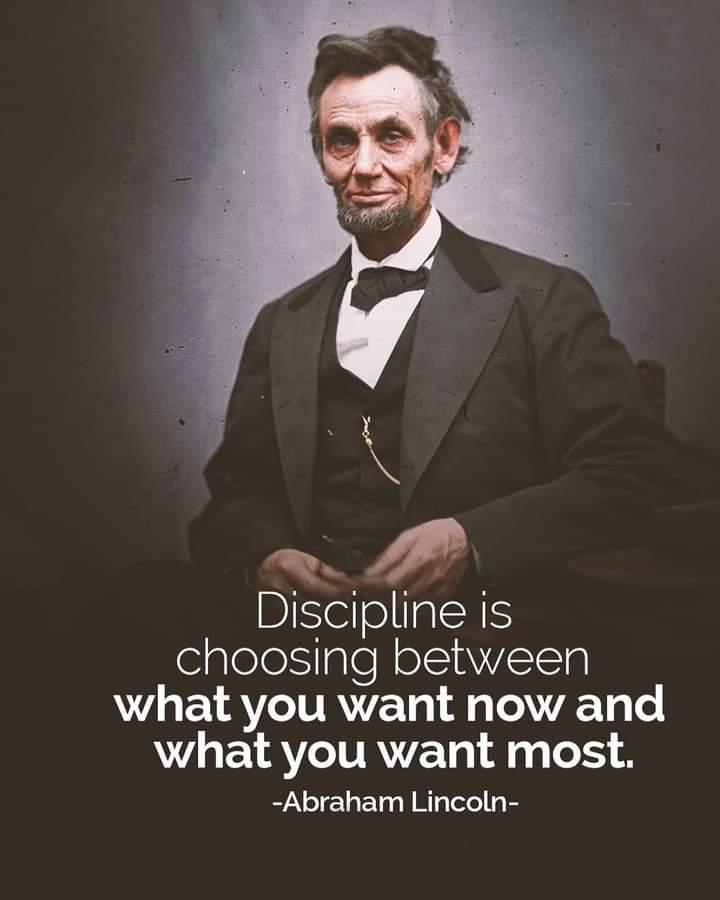 Discipline is
choosing between
what you want now and
what you want most.
-Abraham Lincoln-